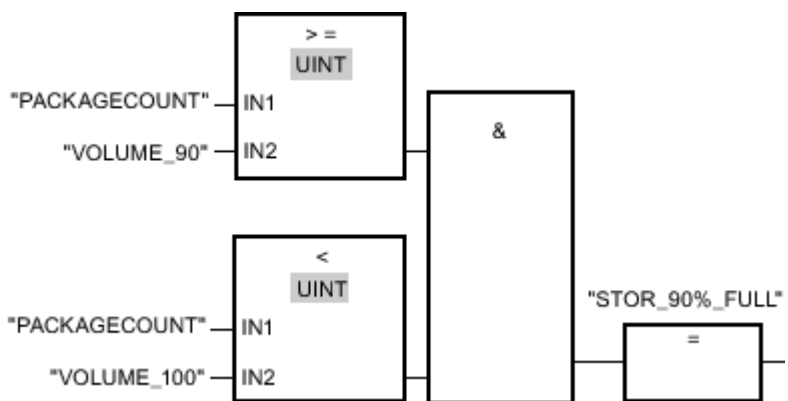 > =
UINT
"PACKAGECOUNT" IN1
"VOLUME_90" IN2
&
<
UINT
"PACKAGECOUNT" IN1
"VOLUME_100" IN2
"STOR_90%_FULL"
=